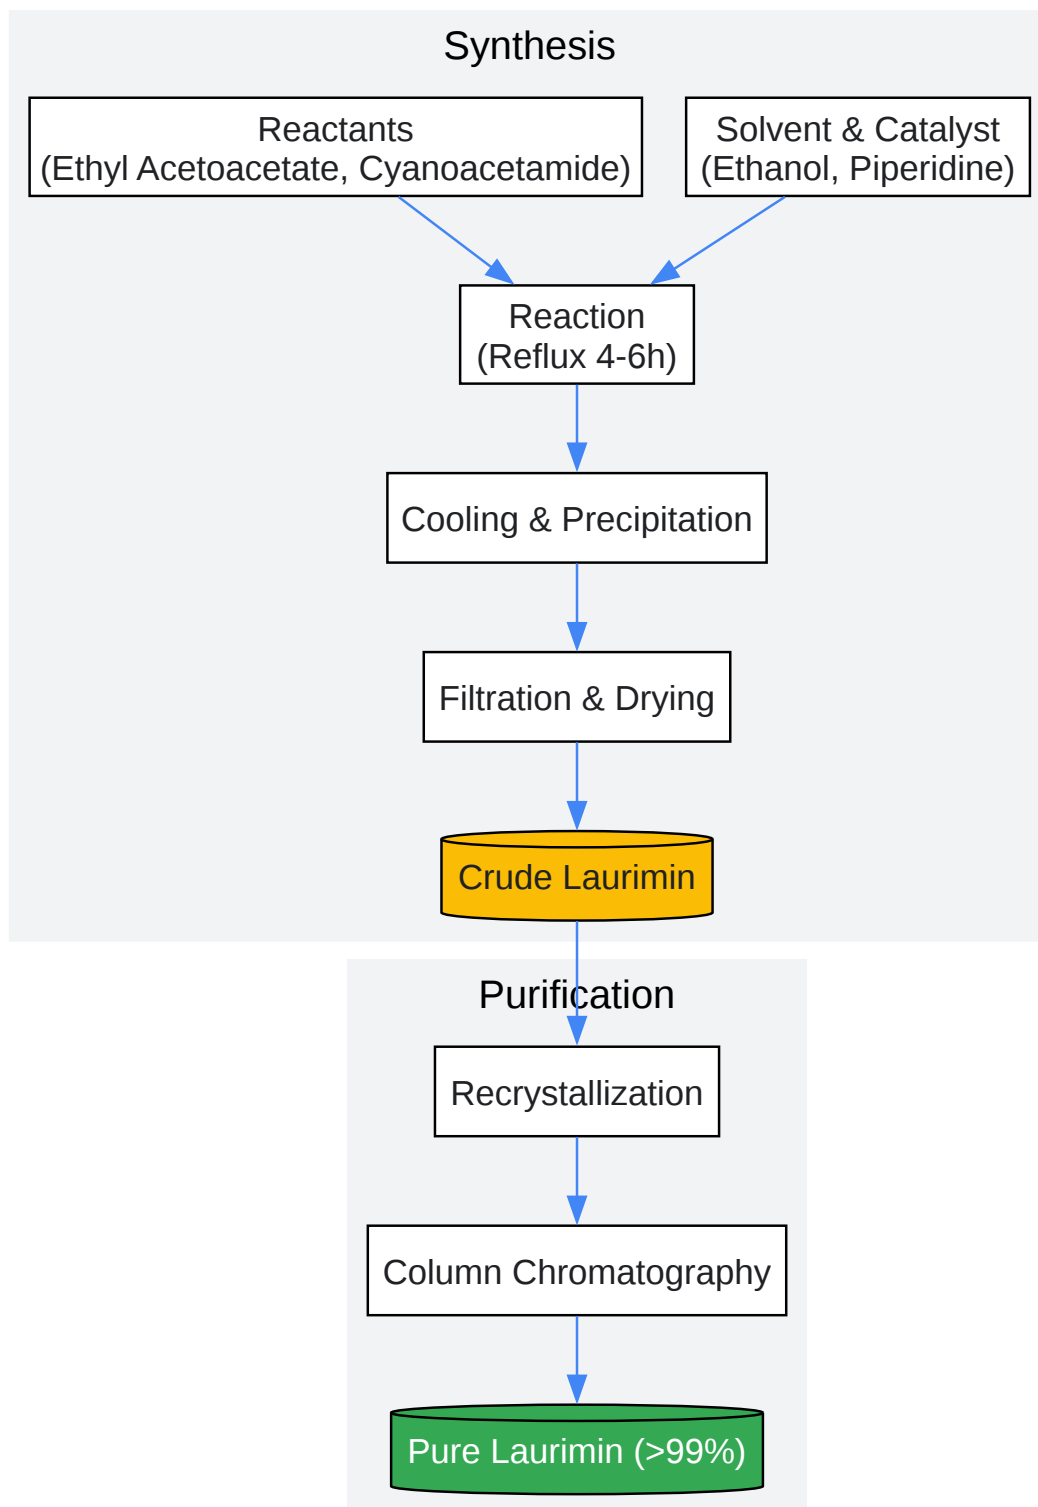 Synthesis
Reactants
(Ethyl Acetoacetate, Cyanoacetamide)
Solvent & Catalyst
(Ethanol, Piperidine)
Reaction
(Reflux 4-6h)
Cooling & Precipitation
Filtration & Drying
Crude Laurimin
Purification
Recrystallization
Column Chromatography
Pure Laurimin (>99%)